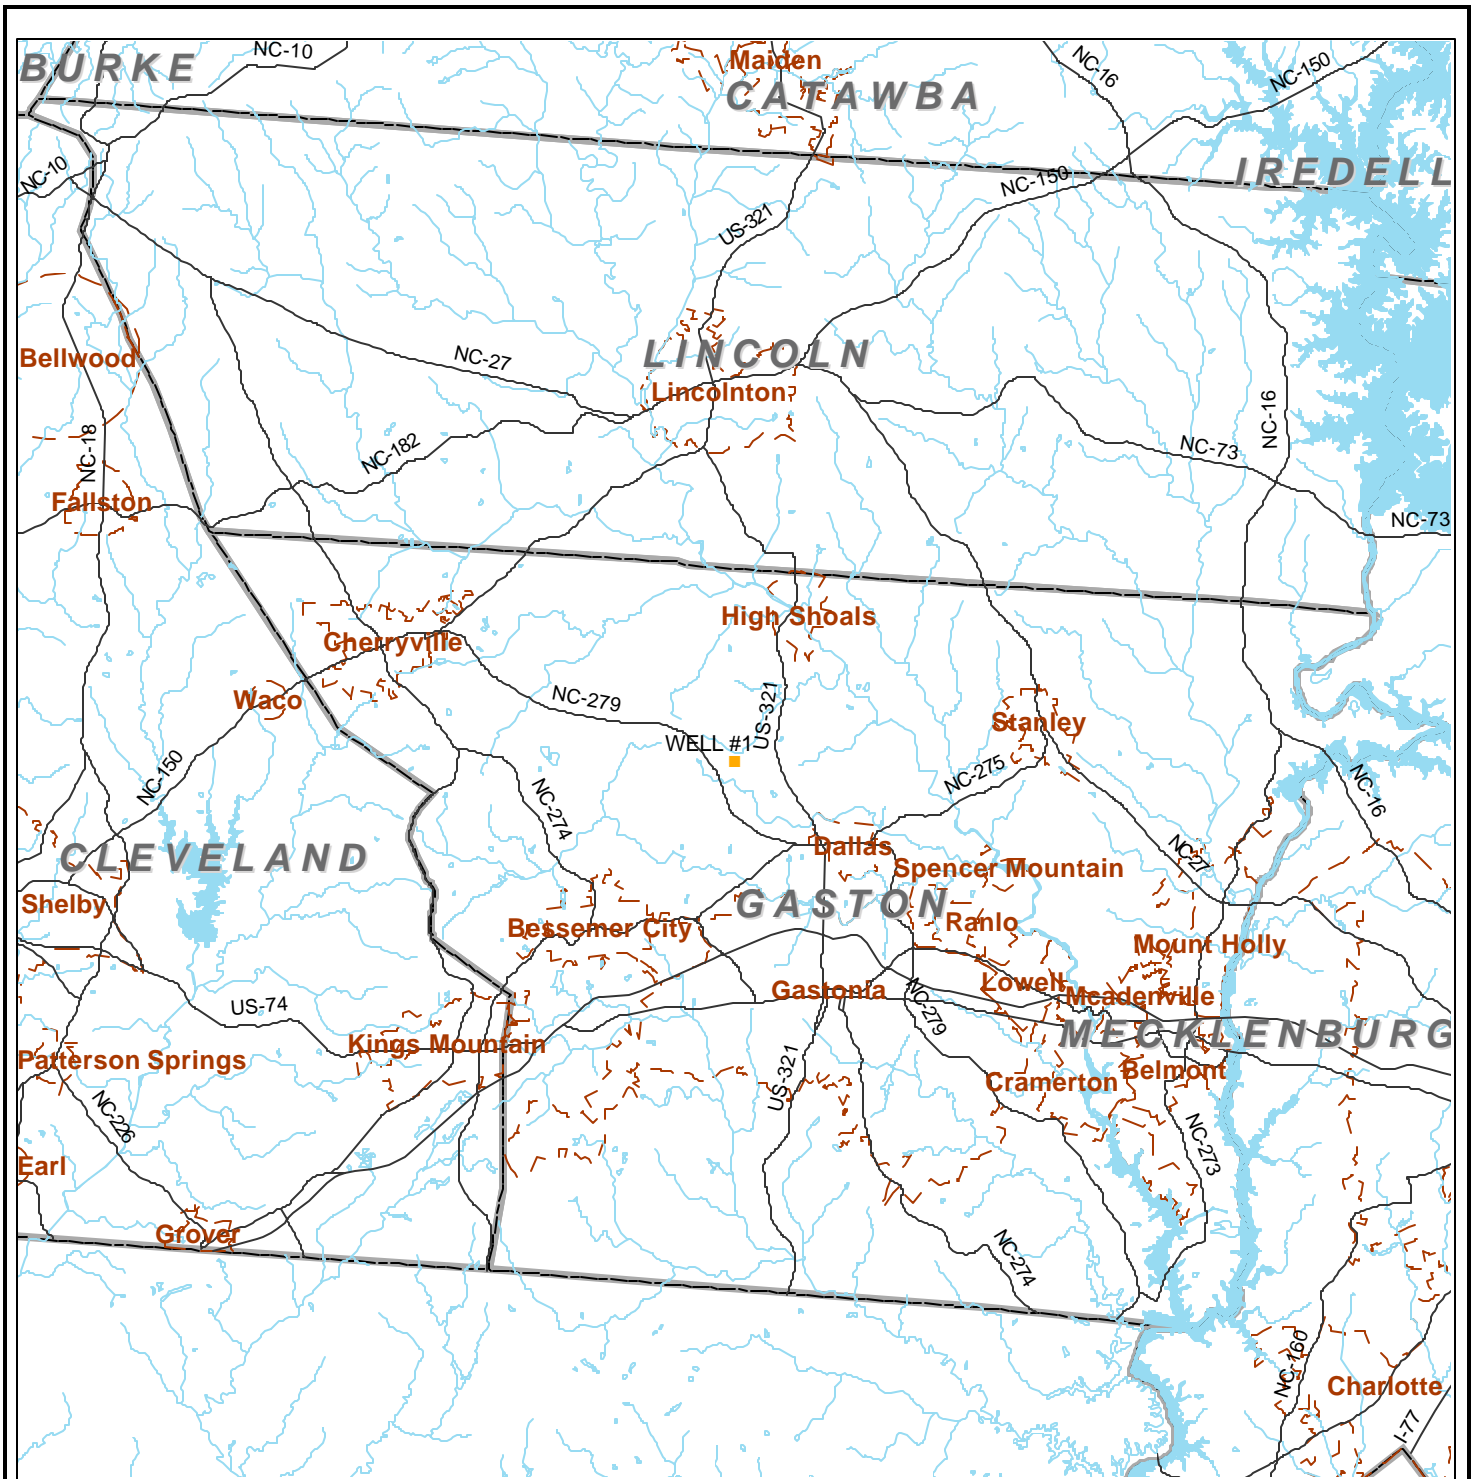 NC-10
BURKE
Maiden
NC-16
NC-150
CATAWBA
NC-10
NC-150
IREDELL
US-321
Bellwood
NC-27
LINCOLN
Lincolnton
NC-16
NC-18
NC-182
NC-73
Fallston
NC-73
High Shoals
Cherryville
Waco
NC-279
US-321
Stanley
WELL #1
NC-150
NC-275
NC-16
NC-274
CLEVELAND
Dallas
NC-27
Spencer Mountain
Shelby
GASTON
Ranlo
Bessemer City
Mount Holly
Lowell
Gastonia
Mcadenville
US-74
NC-279
Kings Mountain
MECKLENBURG
Patterson Springs
US-321
Cramerton
Belmont
NC-226
NC-273
Earl
Grover
NC-274
NC-160
Charlotte
I-77